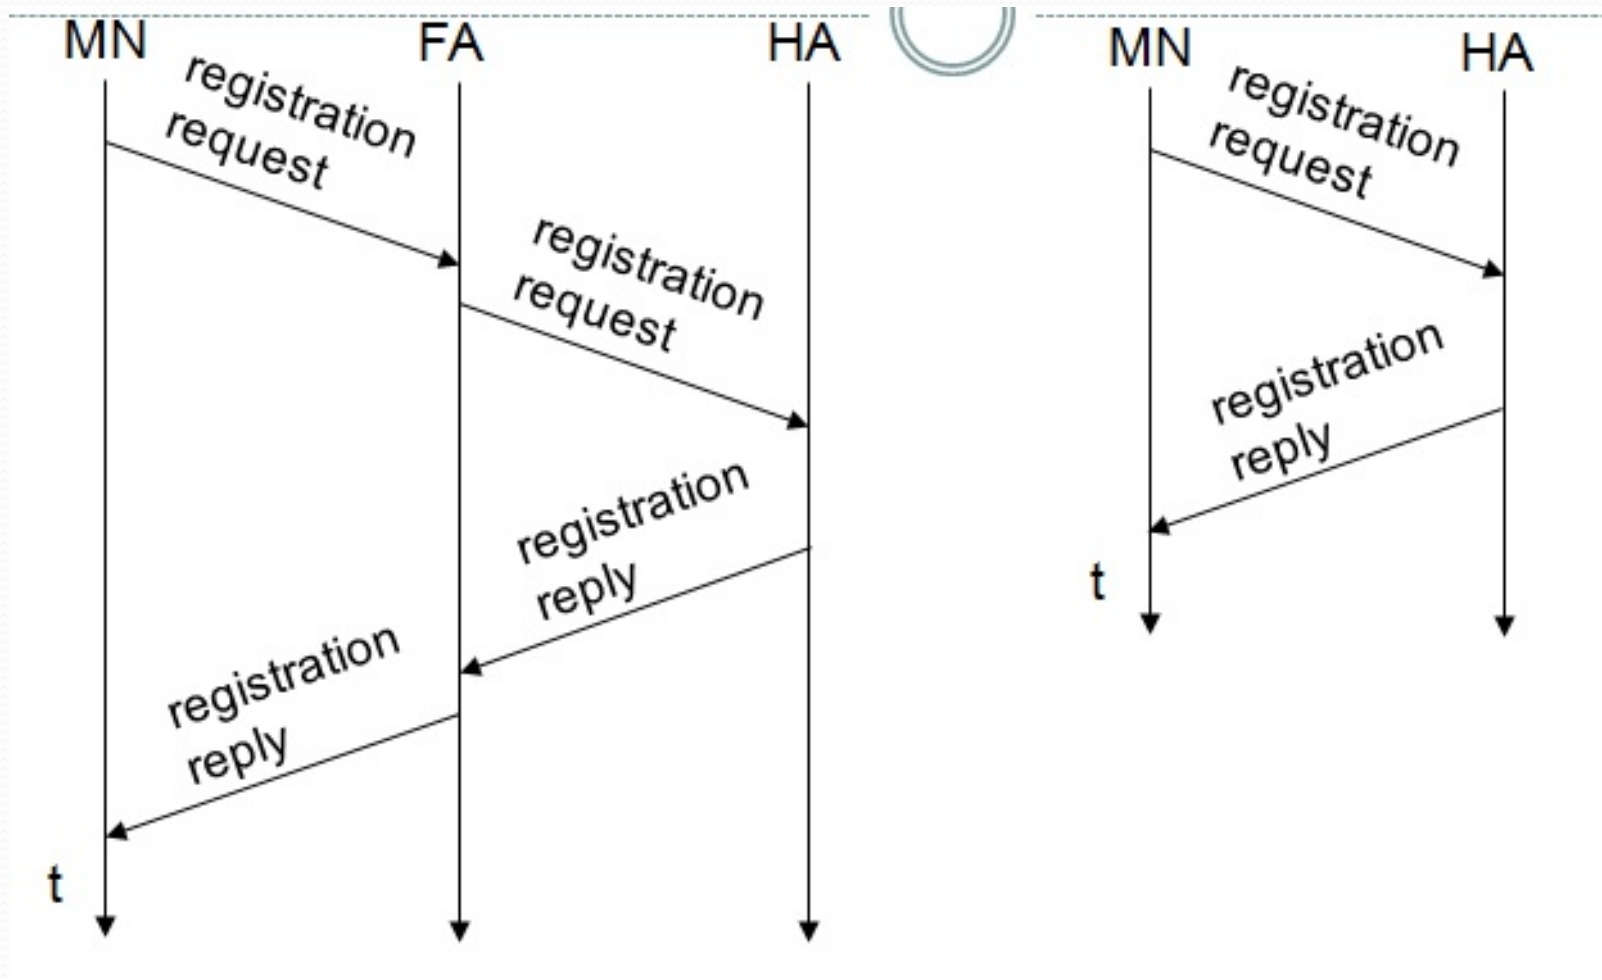 MN
FA
HA
registration
request
registration
request
registration
reply
registration
reply
t
MN
HA
registration
request
registration
reply
t